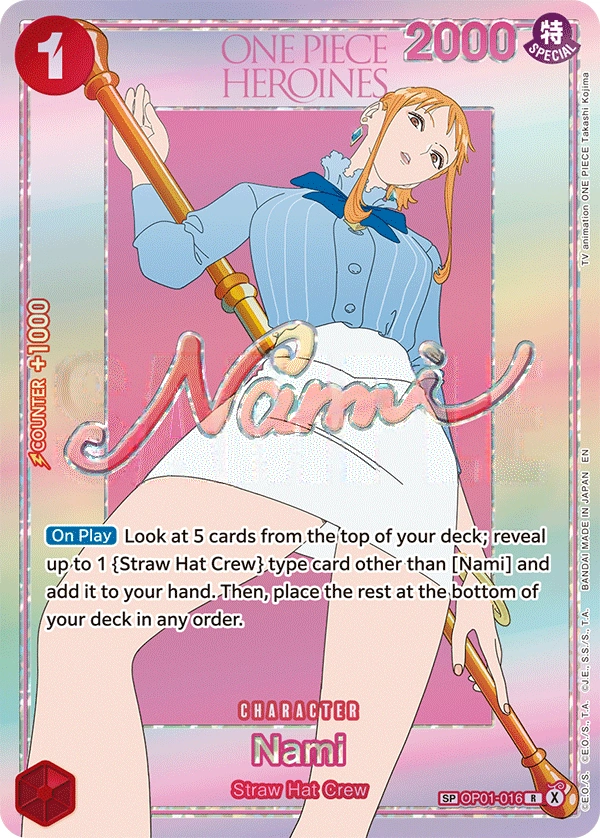 1
ONE PIECE
HEROINES
2000
特
SPECIAL
TV animation ONE PIECE Takashi Kojima
COUNTER +1000
SAMPLE
Nami
On Play Look at 5 cards from the top of your deck; reveal
up to 1 {Straw Hat Crew} type card other than [Nami] and
add it to your hand. Then, place the rest at the bottom of
your deck in any order.
CHARACTER
Nami
Straw Hat Crew
SP OP01-016 R X
©E.O./S. ©E.O./S., T.A. ©J.E., S.S./S., T.A. BANDAI MADE IN JAPAN EN